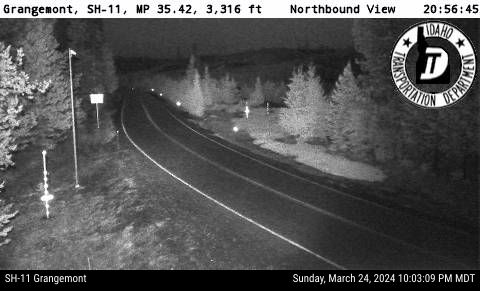 Grangemont, SH-11, MP 35.42, 3,316 ft Northbound View 20:56:45
IDAHO
TRANSPORTATION DEPARTMENT
SH-11 Grangemont Sunday, March 24, 2024 10:03:09 PM MDT